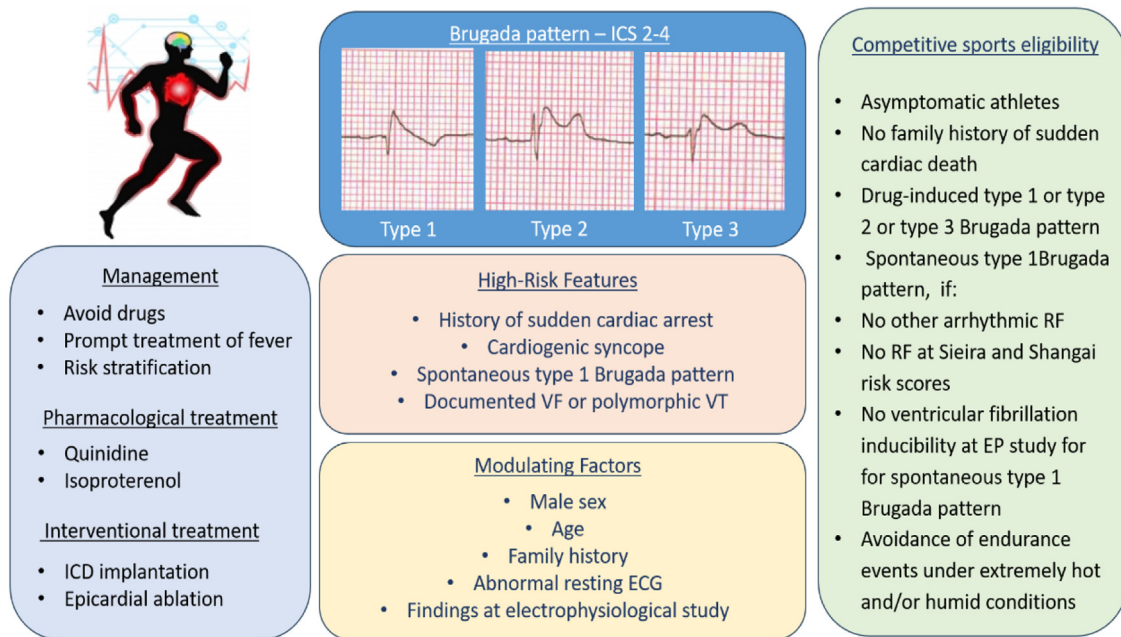 Brugada pattern – ICS 2-4
Type 1
Type 2
Type 3
Management
• Avoid drugs
• Prompt treatment of fever
• Risk stratification
Pharmacological treatment
• Quinidine
• Isoproterenol
Interventional treatment
• ICD implantation
• Epicardial ablation
High-Risk Features
• History of sudden cardiac arrest
• Cardiogenic syncope
• Spontaneous type 1 Brugada pattern
• Documented VF or polymorphic VT
Modulating Factors
• Male sex
• Age
• Family history
• Abnormal resting ECG
• Findings at electrophysiological study
Competitive sports eligibility
• Asymptomatic athletes
• No family history of sudden
cardiac death
• Drug-induced type 1 or type
2 or type 3 Brugada pattern
• Spontaneous type 1Brugada
pattern, if:
• No other arrhythmic RF
• No RF at Sieira and Shangai
risk scores
• No ventricular fibrillation
inducibility at EP study for
for spontaneous type 1
Brugada pattern
• Avoidance of endurance
events under extremely hot
and/or humid conditions